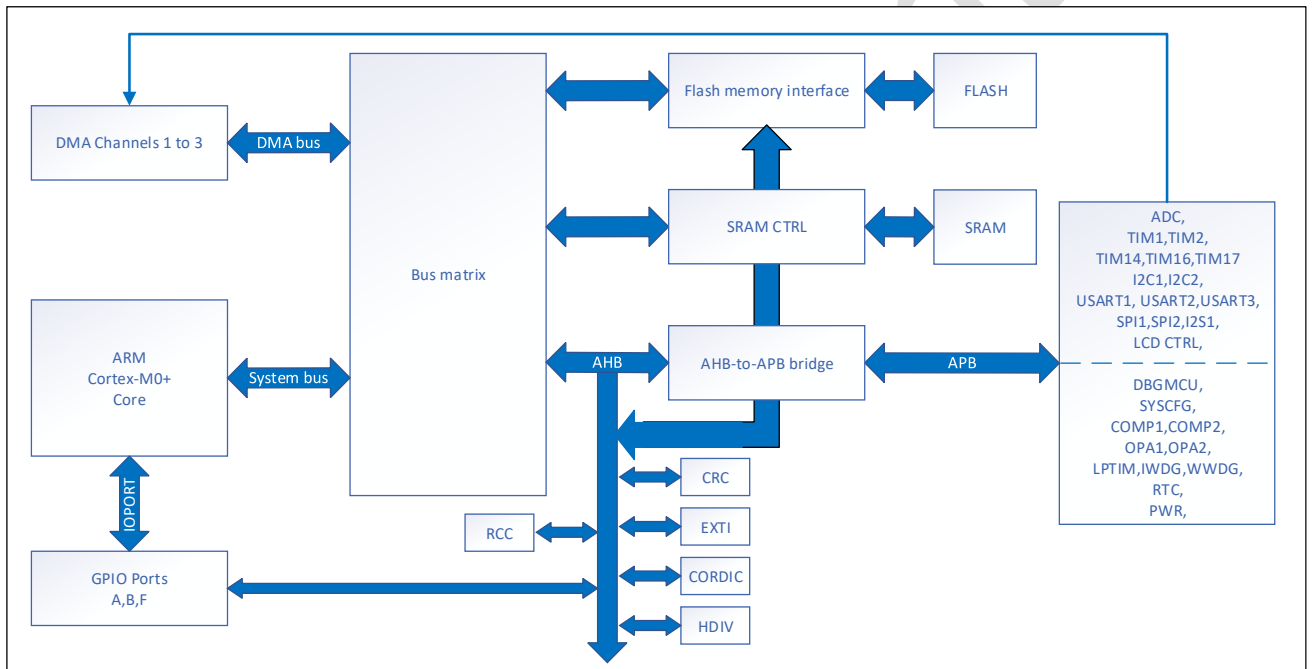 DMA Channels 1 to 3
DMA bus
Bus matrix
Flash memory interface
FLASH
SRAM CTRL
SRAM
ARM
Cortex-M0+
Core
System bus
AHB
AHB-to-APB bridge
APB
ADC,
TIM1,TIM2,
TIM14,TIM16,TIM17
I2C1,I2C2,
USART1, USART2,USART3,
SPI1,SPI2,I2S1,
LCD CTRL,
DBGMCU,
SYSCFG,
COMP1,COMP2,
OPA1,OPA2,
LPTIM,IWDG,WWDG,
RTC,
PWR,
IOPORT
GPIO Ports
A,B,F
RCC
CRC
EXTI
CORDIC
HDIV